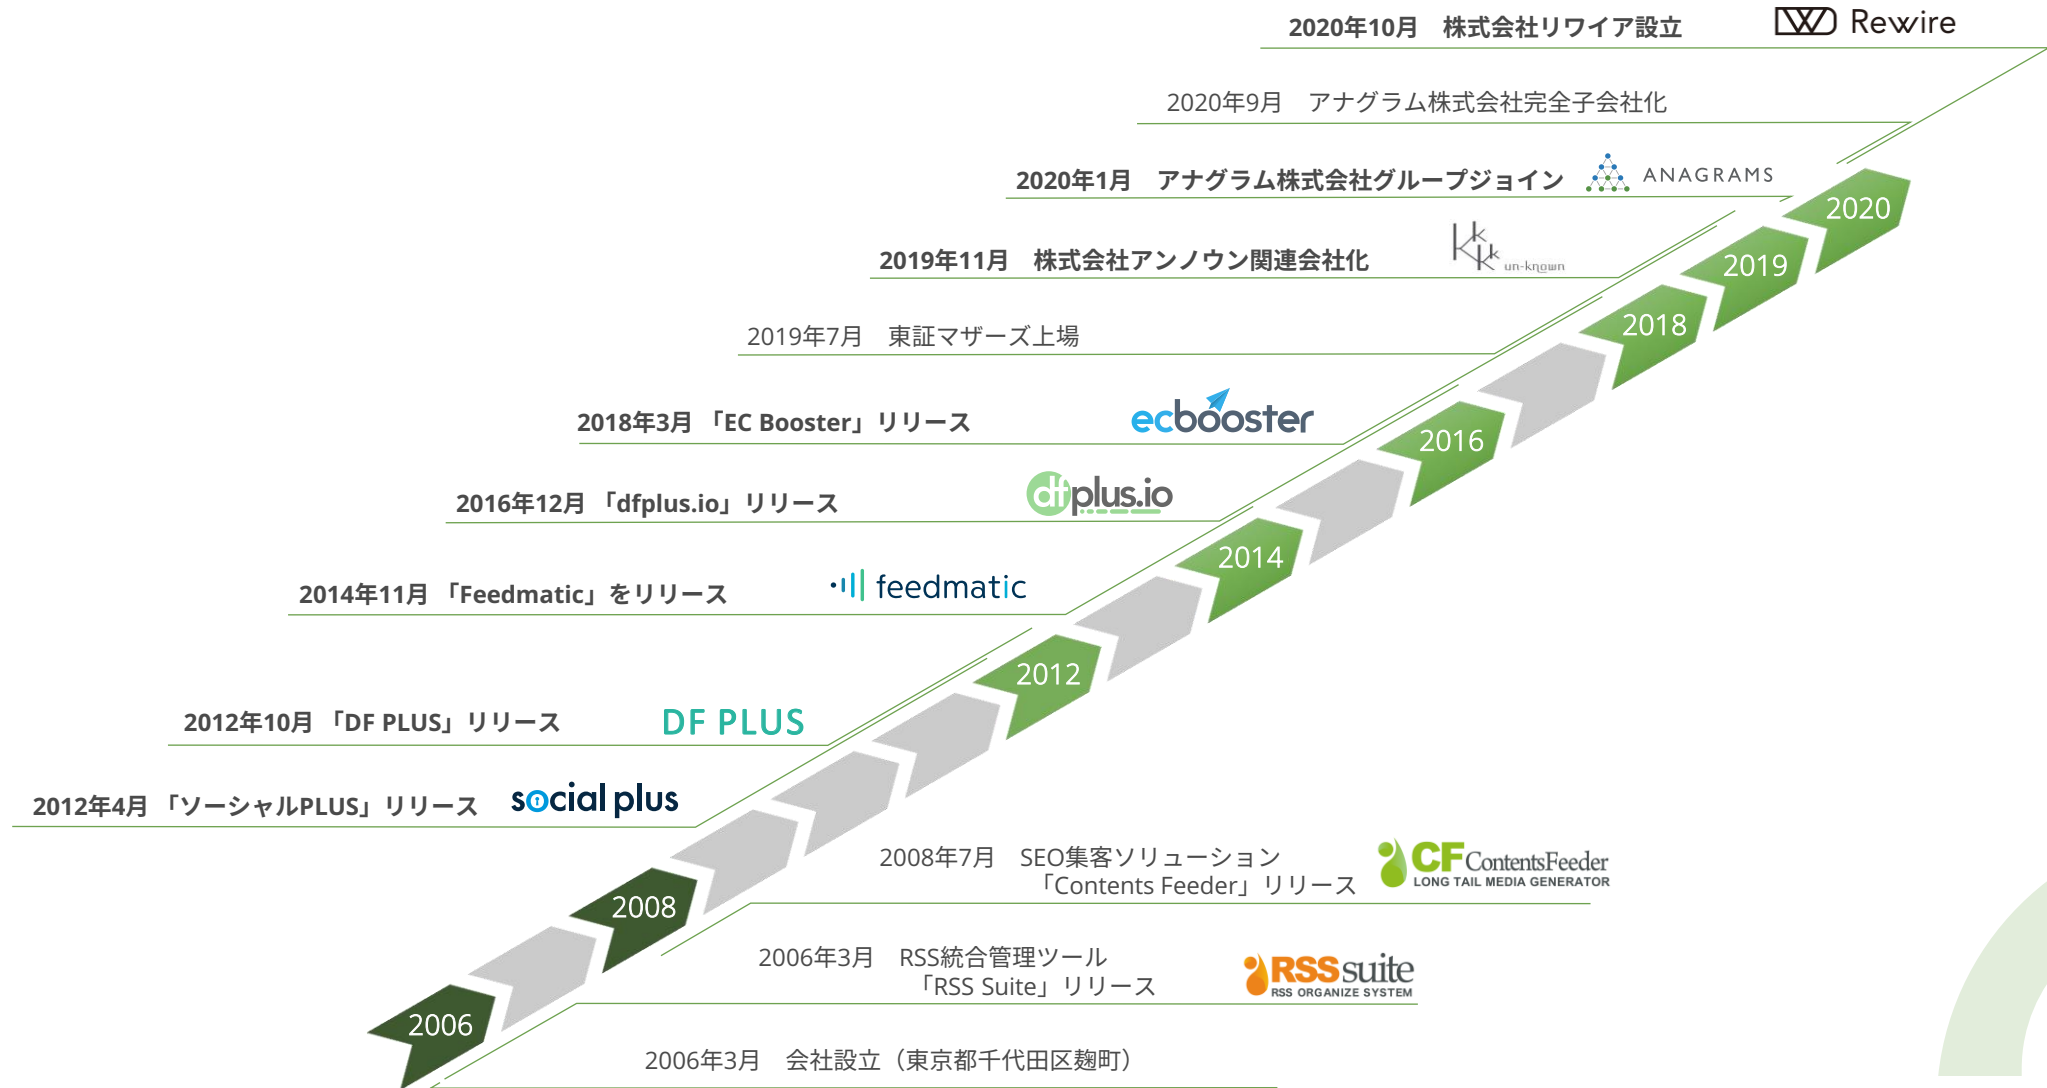 2020年10月　株式会社リワイア設立
Rewire
2020年9月　アナグラム株式会社完全子会社化
2020年1月　アナグラム株式会社グループジョイン
ANAGRAMS
2020
2019年11月　株式会社アンノウン関連会社化
kkk un-known
2019
2019年7月　東証マザーズ上場
2018
2018年3月 「EC Booster」リリース
ecbooster
2016
2016年12月 「dfplus.io」リリース
dfplus.io
2014
2014年11月 「Feedmatic」をリリース
feedmatic
2012
2012年10月 「DF PLUS」リリース
DF PLUS
2012年4月 「ソーシャルPLUS」リリース
social plus
2008年7月　SEO集客ソリューション
「Contents Feeder」リリース
CF ContentsFeeder
LONG TAIL MEDIA GENERATOR
2008
2006年3月　RSS統合管理ツール
「RSS Suite」リリース
RSS suite
RSS ORGANIZE SYSTEM
2006
2006年3月　会社設立（東京都千代田区麹町）